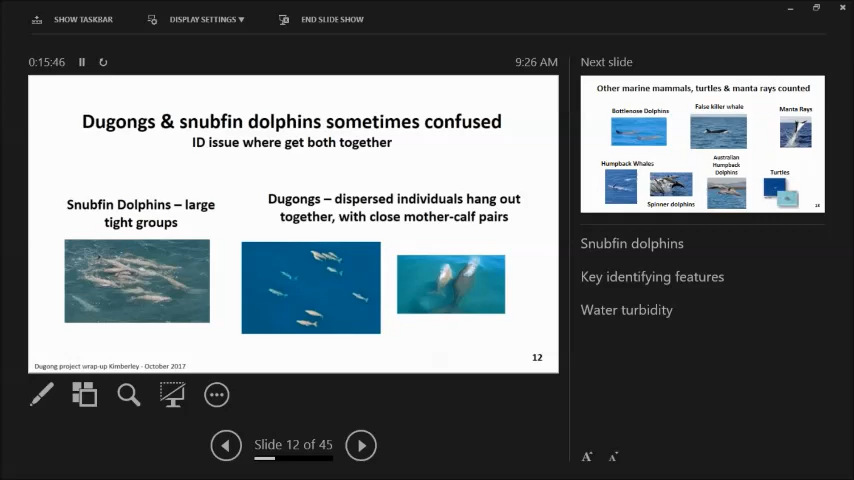 SHOW TASKBAR
DISPLAY SETTINGS ▼
END SLIDE SHOW
0:15:46
9:26 AM
Dugongs & snubfin dolphins sometimes confused
ID issue where get both together
Snubfin Dolphins – large
tight groups
Dugongs – dispersed individuals hang out
together, with close mother-calf pairs
12
Dugong project wrap-up Kimberley - October 2017
Slide 12 of 45
Next slide
Other marine mammals, turtles & manta rays counted
Bottlenose Dolphins
False killer whale
Manta Rays
Humpback Whales
Spinner dolphins
Australian
Humpback
Dolphins
Turtles
Snubfin dolphins
Key identifying features
Water turbidity
A
A